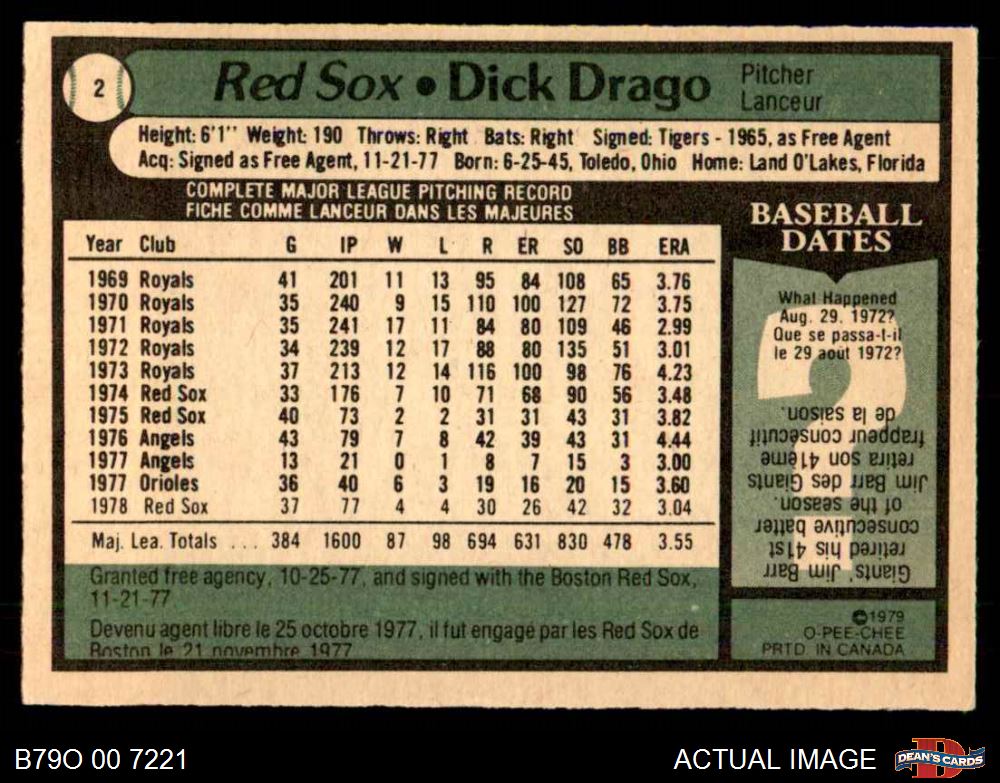 2
Red Sox • Dick Drago
Pitcher
Lanceur
Height: 6'1" Weight: 190 Throws: Right Bats: Right Signed: Tigers - 1965, as Free Agent
Acq: Signed as Free Agent, 11-21-77 Born: 6-25-45, Toledo, Ohio Home: Land O'Lakes, Florida
COMPLETE MAJOR LEAGUE PITCHING RECORD
FICHE COMME LANCEUR DANS LES MAJEURES
Year Club G IP W L R ER SO BB ERA
1969 Royals 41 201 11 13 95 84 108 65 3.76
1970 Royals 35 240 9 15 110 100 127 72 3.75
1971 Royals 35 241 17 11 84 80 109 46 2.99
1972 Royals 34 239 12 17 88 80 135 51 3.01
1973 Royals 37 213 12 14 116 100 98 76 4.23
1974 Red Sox 33 176 7 10 71 68 90 56 3.48
1975 Red Sox 40 73 2 2 31 31 43 31 3.82
1976 Angels 43 79 7 8 42 39 43 31 4.44
1977 Angels 13 21 0 1 8 7 15 3 3.00
1977 Orioles 36 40 6 3 19 16 20 15 3.60
1978 Red Sox 37 77 4 4 30 26 42 32 3.04
Maj. Lea. Totals ... 384 1600 87 98 694 631 830 478 3.55
Granted free agency, 10-25-77, and signed with the Boston Red Sox,
11-21-77
Devenu agent libre le 25 octobre 1977, il fut engagé par les Red Sox de
Boston le 21 novembre 1977
BASEBALL
DATES
What Happened
Aug. 29, 1972?
Que se passa-t-il
le 29 août 1972?
Giants' Jim Barr
retired his 41st
consecutive batter
of the season.
Jim Barr des Giants
retira son 41ème
frappeur consécutif
de la saison.
©1979
O-PEE-CHEE
PRTD. IN CANADA
B79O 00 7221
ACTUAL IMAGE
D
DEAN'S CARDS